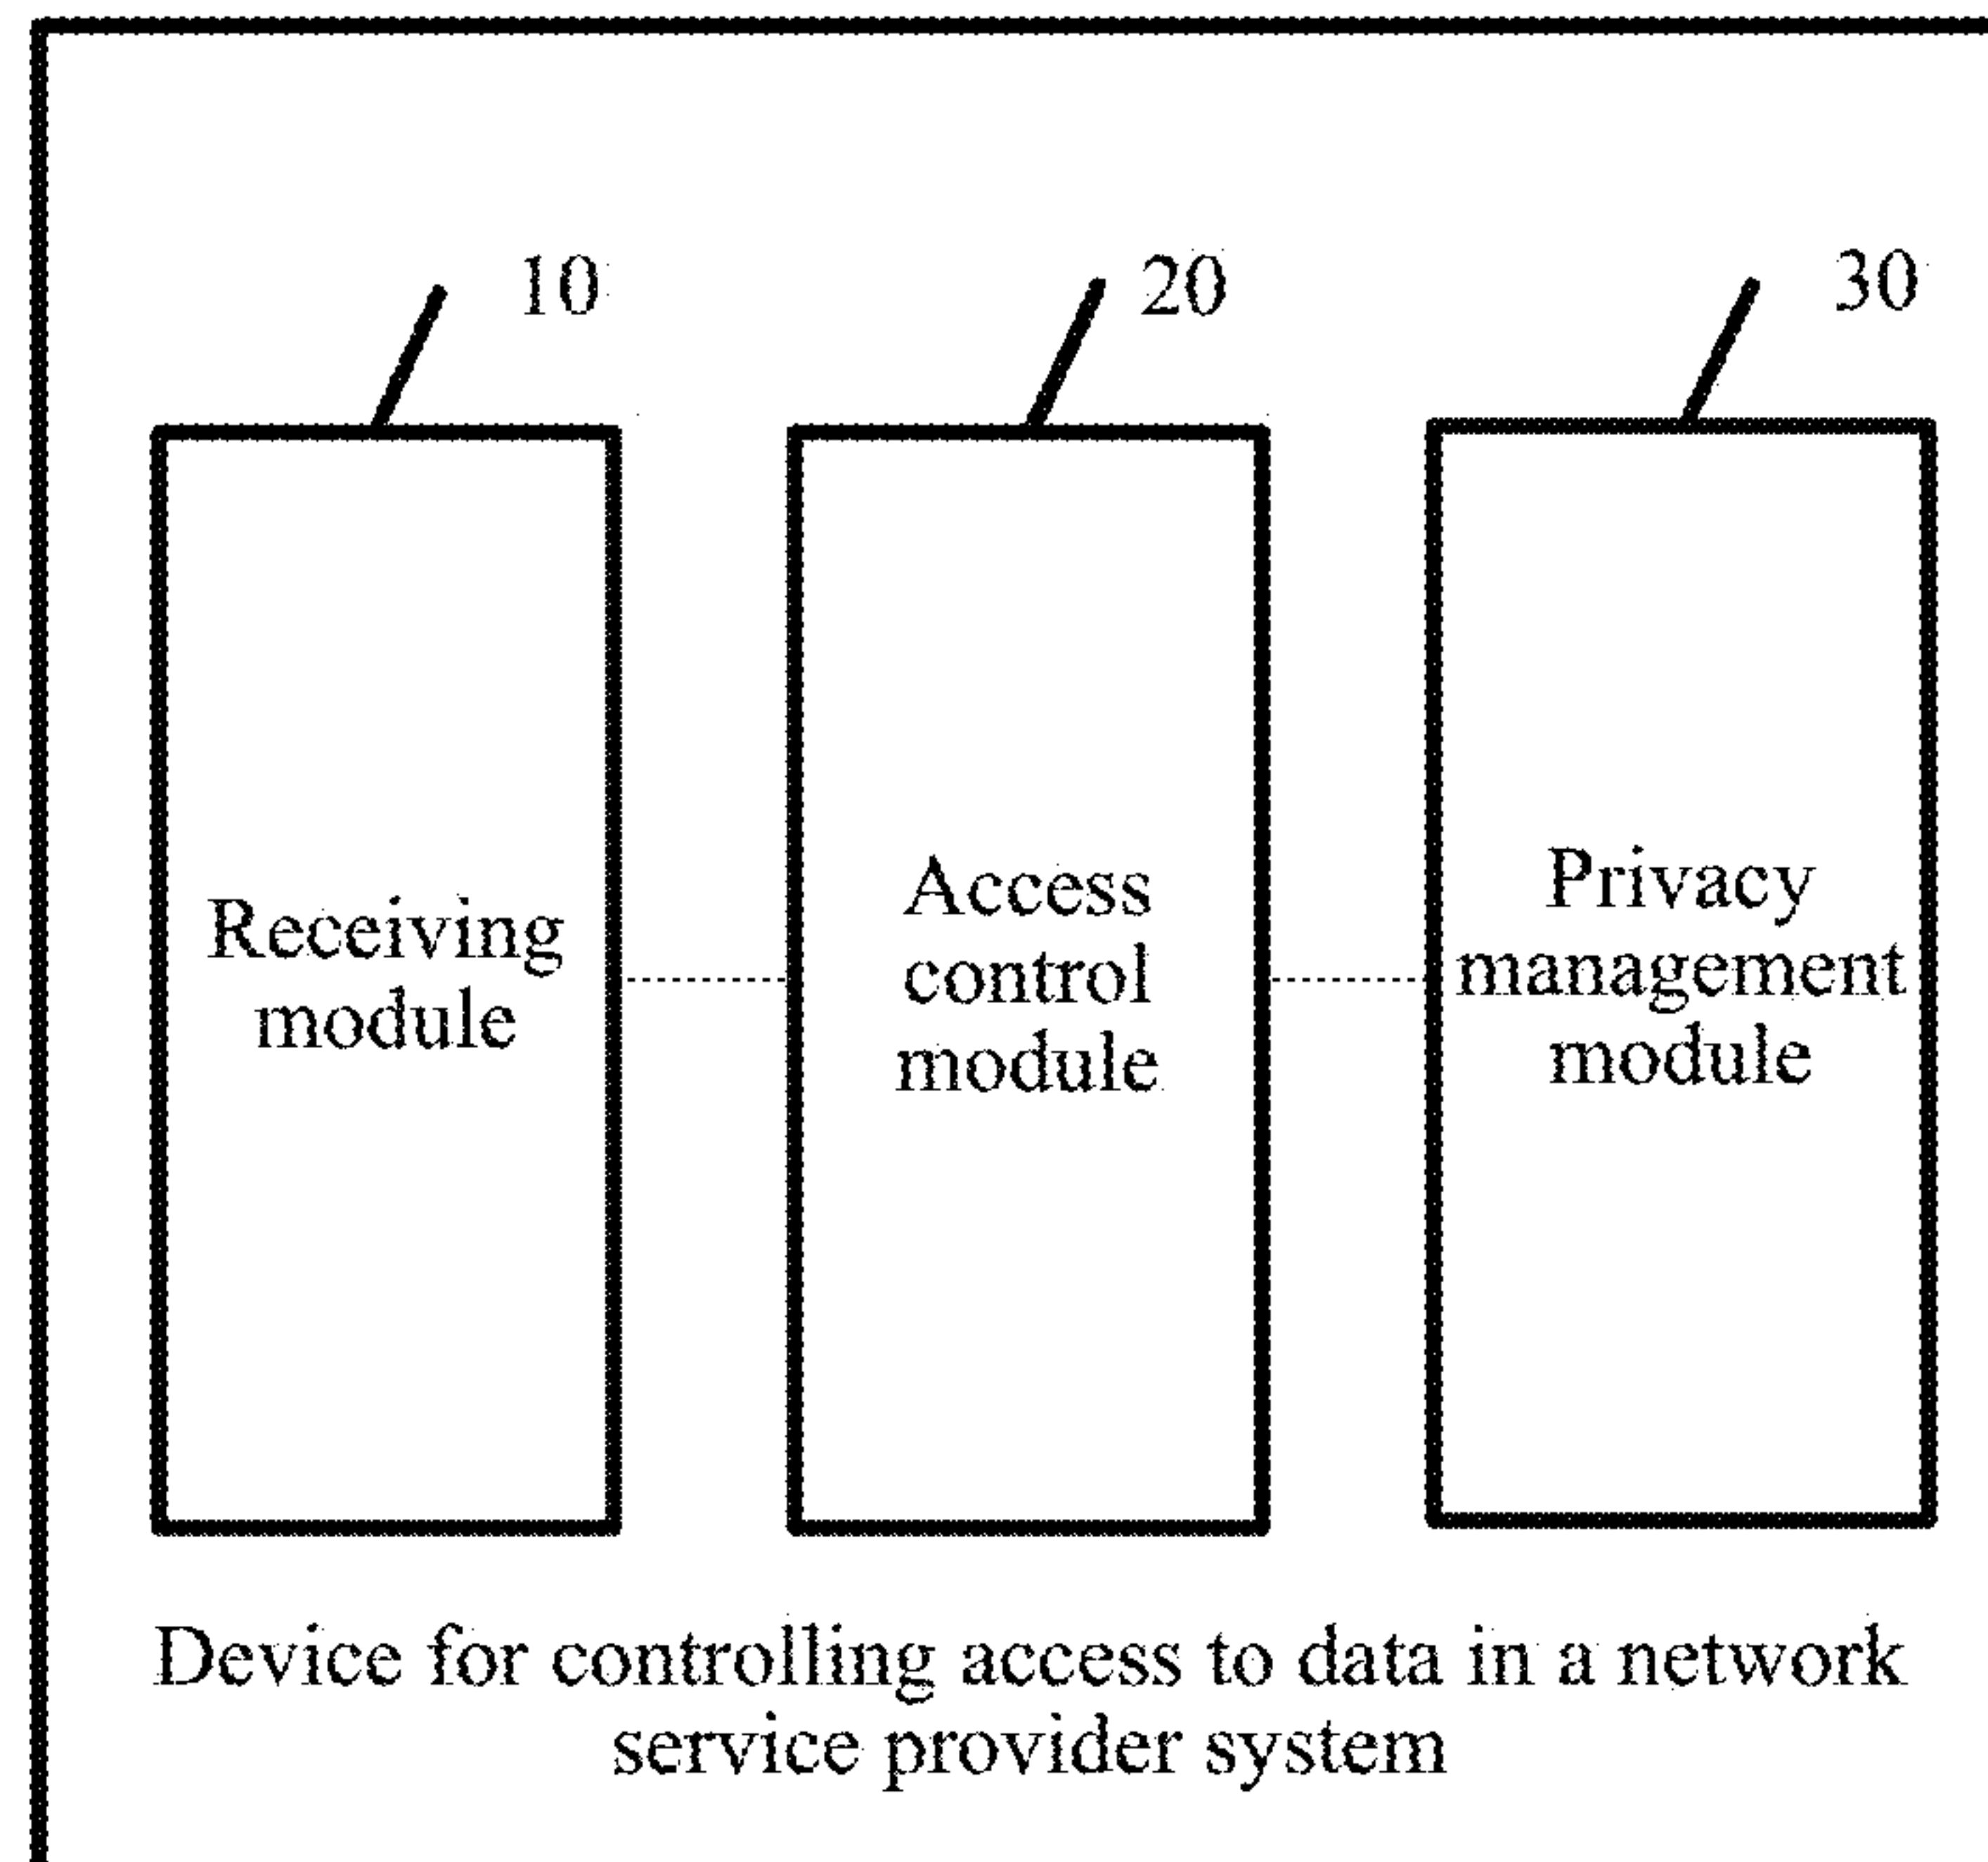 10
20
30
Receiving
module
Access
control
module
Privacy
management
module
Device for controlling access to data in a network
service provider system